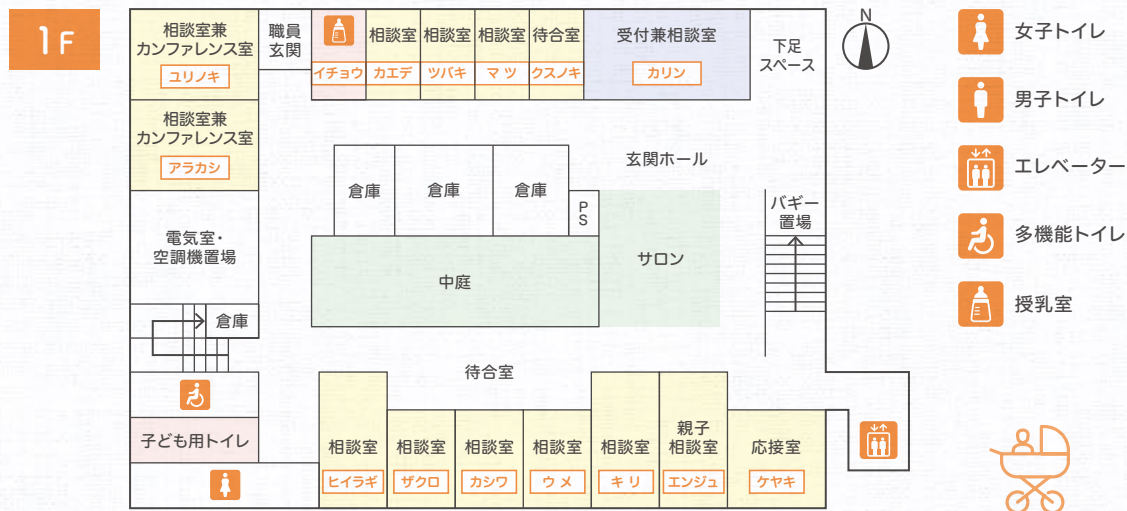 1F
相談室兼
カンファレンス室
ユリノキ
職員
玄関
イチョウ
相談室
カエデ
相談室
ツバキ
相談室
マツ
待合室
クスノキ
受付兼相談室
カリン
下足
スペース
N
女子トイレ
男子トイレ
エレベーター
多機能トイレ
授乳室
相談室兼
カンファレンス室
アラカシ
玄関ホール
倉庫
倉庫
倉庫
PS
バギー
置場
電気室・
空調機置場
中庭
サロン
倉庫
待合室
子ども用トイレ
相談室
ヒイラギ
相談室
ザクロ
相談室
カシワ
相談室
ウメ
相談室
キリ
親子
相談室
エンジュ
応接室
ケヤキ